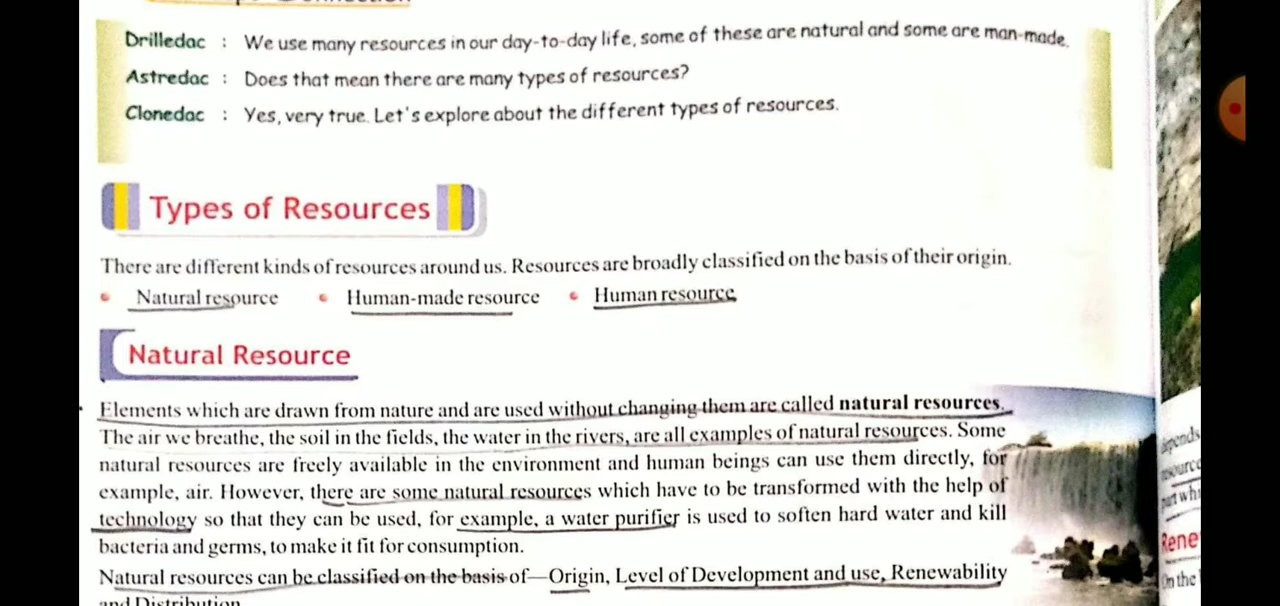 Drilledac : We use many resources in our day-to-day life, some of these are natural and some are man-made.
Astredac : Does that mean there are many types of resources?
Clonedac : Yes, very true. Let's explore about the different types of resources.
Types of Resources
There are different kinds of resources around us. Resources are broadly classified on the basis of their origin.
• Natural resource • Human-made resource • Human resource
Natural Resource
Elements which are drawn from nature and are used without changing them are called natural resources.
The air we breathe, the soil in the fields, the water in the rivers, are all examples of natural resources. Some
natural resources are freely available in the environment and human beings can use them directly, for
example, air. However, there are some natural resources which have to be transformed with the help of
technology so that they can be used, for example, a water purifier is used to soften hard water and kill
bacteria and germs, to make it fit for consumption.
Natural resources can be classified on the basis of—Origin, Level of Development and use, Renewability
and Distribution